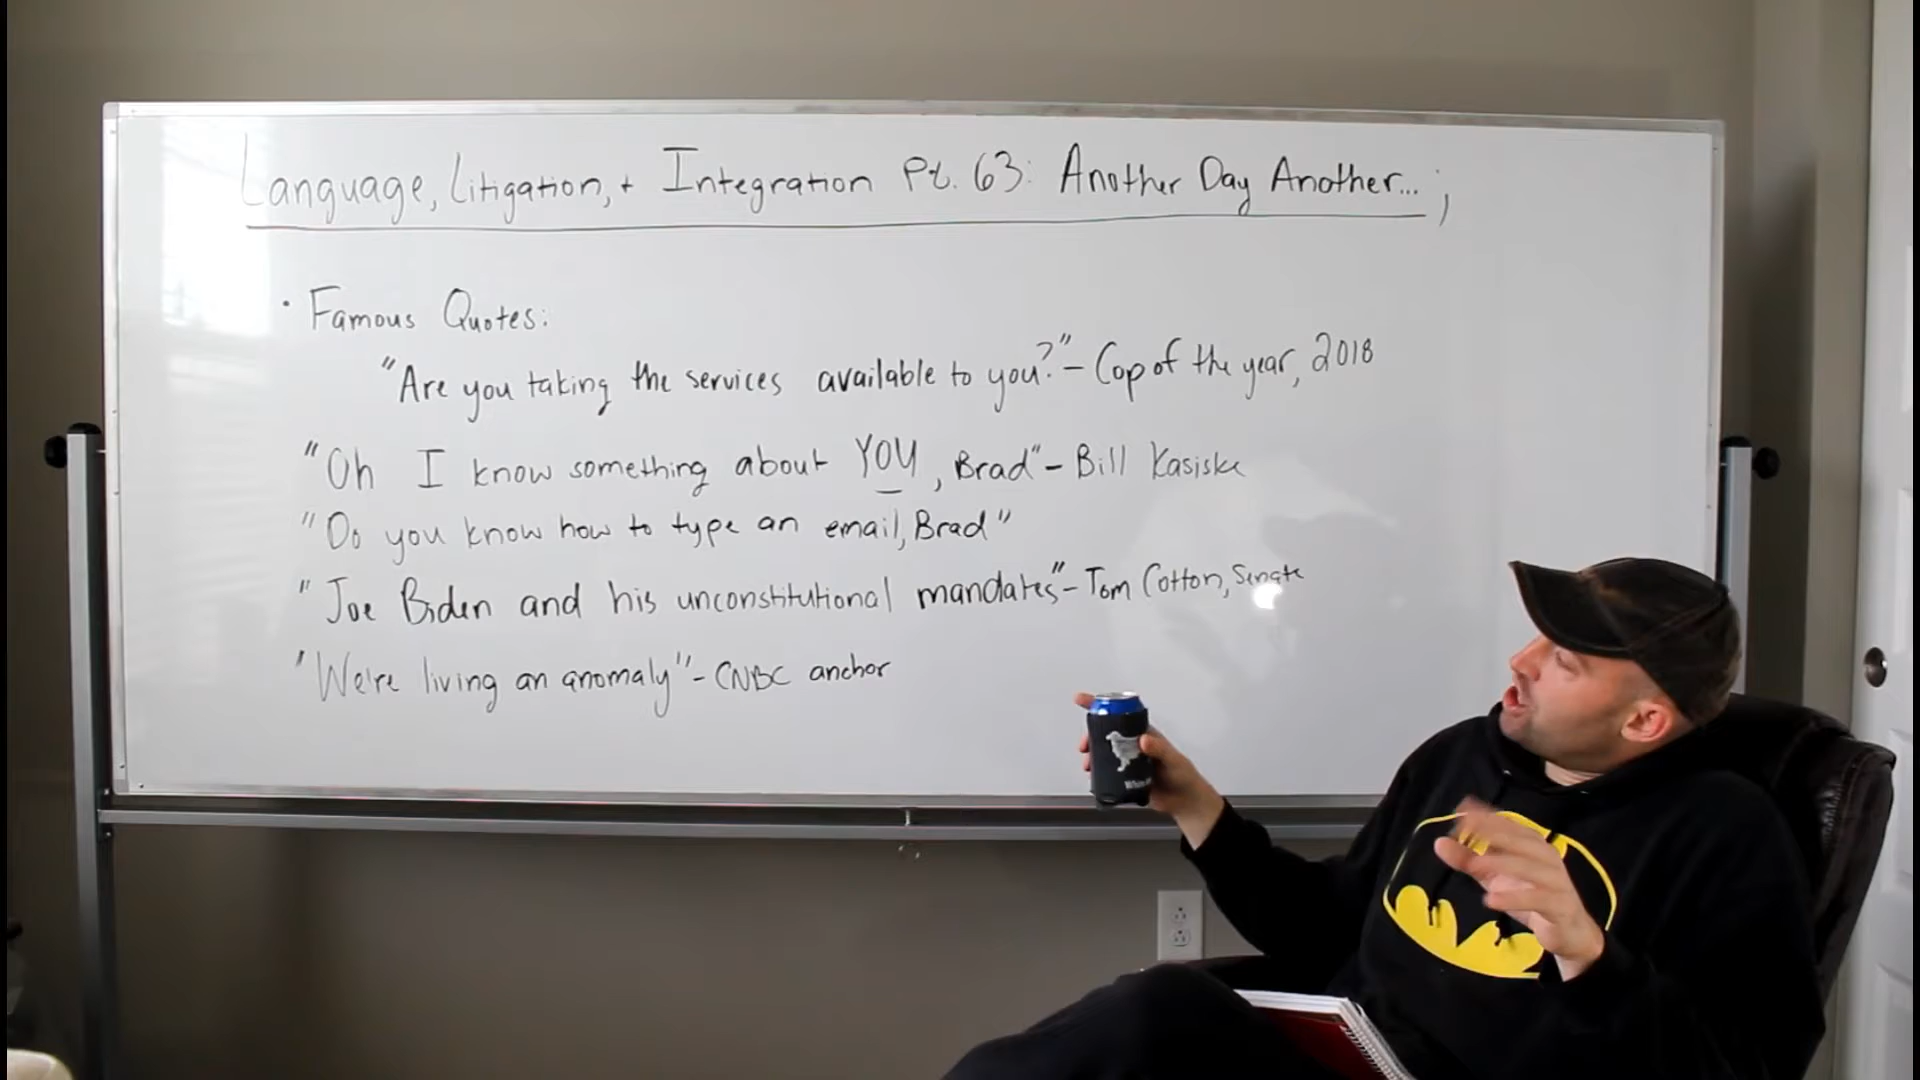 Language, Litigation, + Integration Pt. 63: Another Day Another... ;
• Famous Quotes:
"Are you taking the services available to you?" - Cop of the year, 2018
"Oh I know something about YOU, Brad" - Bill Kasiske
"Do you know how to type an email, Brad"
"Joe Biden and his unconstitutional mandates" - Tom Cotton, Senate
"We're living an anomaly" - CNBC anchor